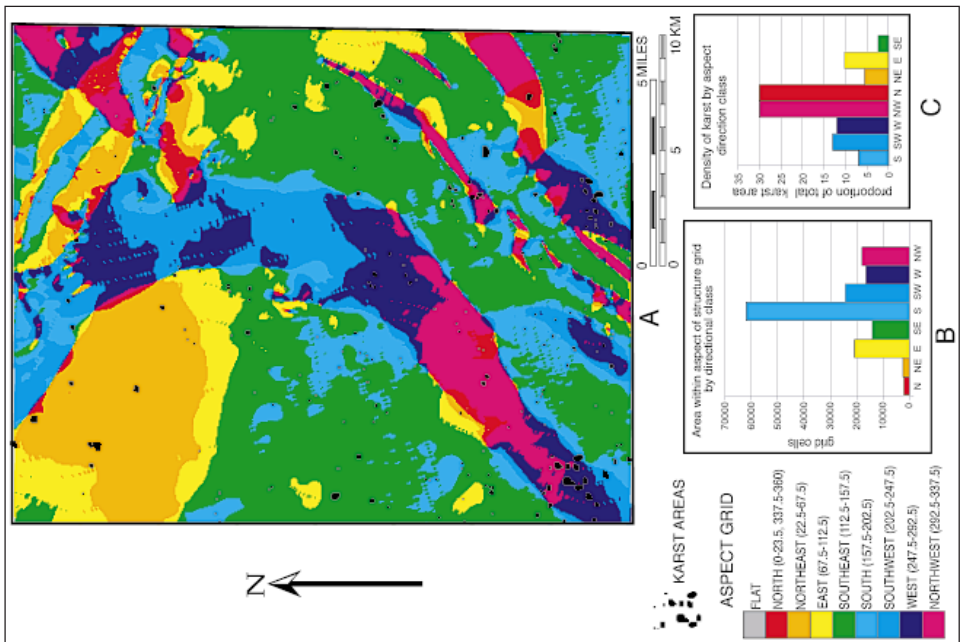 N
A
5 MILES
0
0
5
10 KM
KARST AREAS
ASPECT GRID
FLAT
NORTH (0-23.5, 337.5-360)
NORTHEAST (22.5-67.5)
EAST (67.5-112.5)
SOUTHEAST (112.5-157.5)
SOUTH (157.5-202.5)
SOUTHWEST (202.5-247.5)
WEST (247.5-292.5)
NORTHWEST (292.5-337.5)
Area within aspect of structure grid
by directional class
grid cells
70000
60000
50000
40000
30000
20000
10000
0
N NE E SE S SW W NW
B
Density of karst by aspect
direction class
proportion of total karst area
35
30
25
20
15
10
5
0
S SW W NW N NE E SE
C